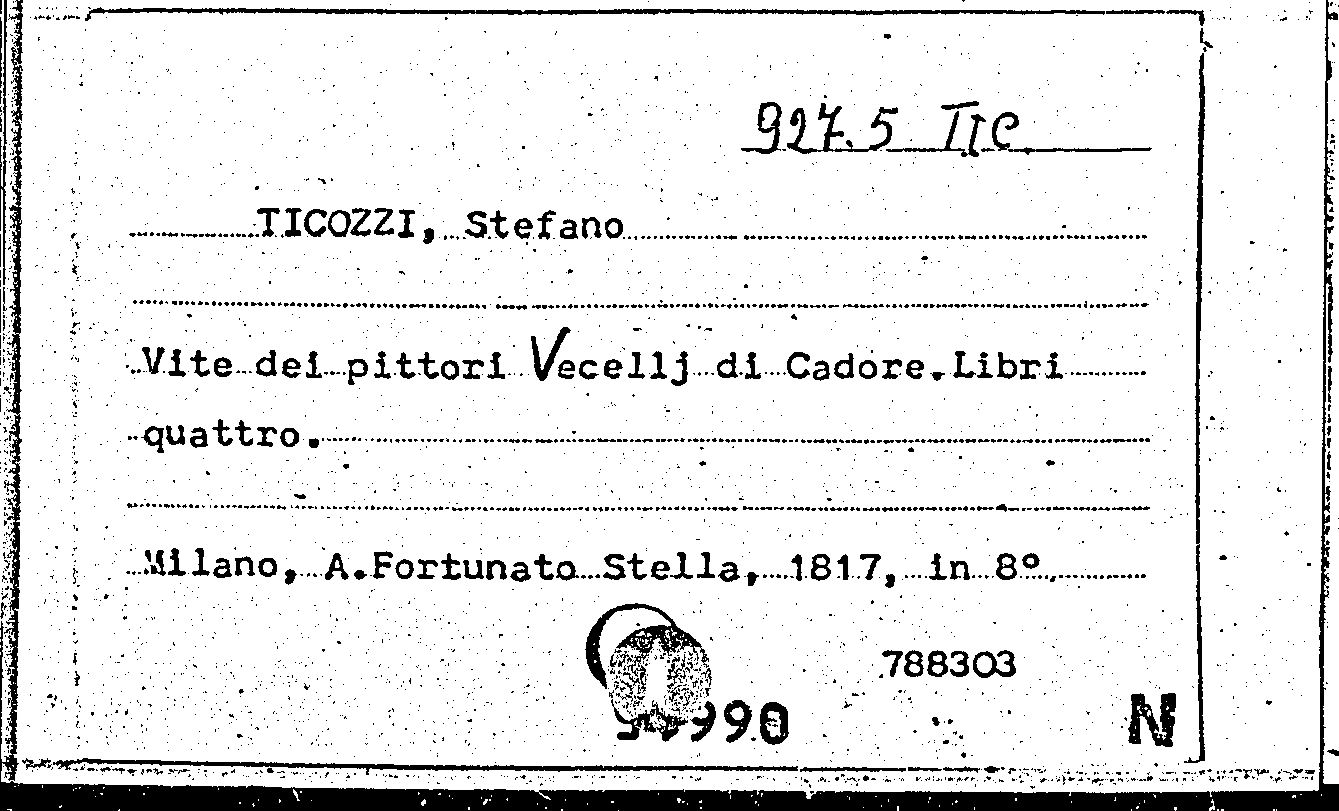 927.5 TIC.
TICOZZI, Stefano
Vite dei pittori Vecellj di Cadore.Libri
quattro.
Milano, A.Fortunato Stella, 1817, in 8º.
788303
N